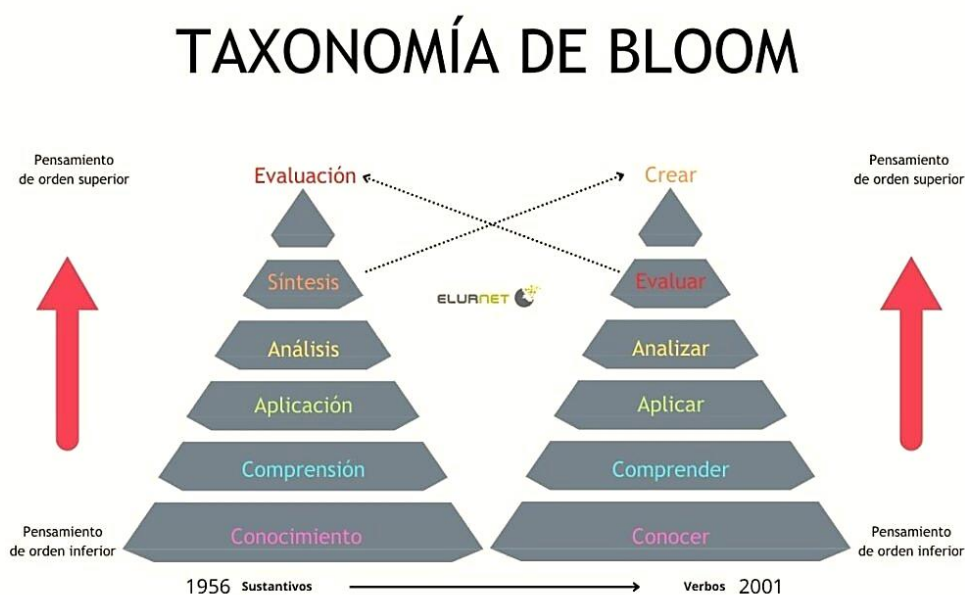 TAXONOMÍA DE BLOOM
Pensamiento
de orden superior
Evaluación
Crear
Pensamiento
de orden superior
Síntesis
Evaluar
ELURNET
Análisis
Analizar
Aplicación
Aplicar
Comprensión
Comprender
Pensamiento
de orden inferior
Conocimiento
Conocer
Pensamiento
de orden inferior
1956 Sustantivos
Verbos 2001